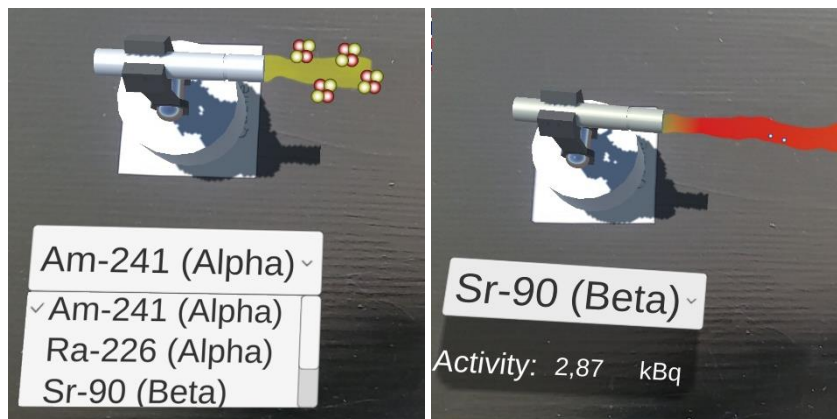 Am-241 (Alpha)
Am-241 (Alpha)
Ra-226 (Alpha)
Sr-90 (Beta)
Sr-90 (Beta)
Activity: 2,87 kBq